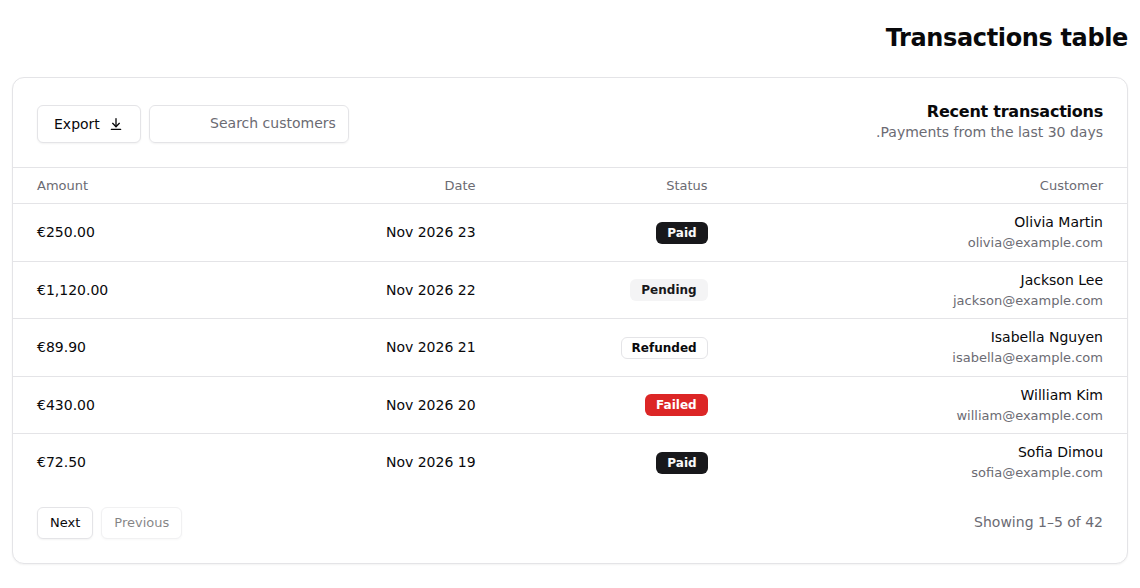 Transactions table
Recent transactions
.Payments from the last 30 days
Search customers
Export
Customer
Status
Date
Amount
Olivia Martin
olivia@example.com
Paid
Nov 2026 23
€250.00
Jackson Lee
jackson@example.com
Pending
Nov 2026 22
€1,120.00
Isabella Nguyen
isabella@example.com
Refunded
Nov 2026 21
€89.90
William Kim
william@example.com
Failed
Nov 2026 20
€430.00
Sofia Dimou
sofia@example.com
Paid
Nov 2026 19
€72.50
Showing 1–5 of 42
Previous
Next